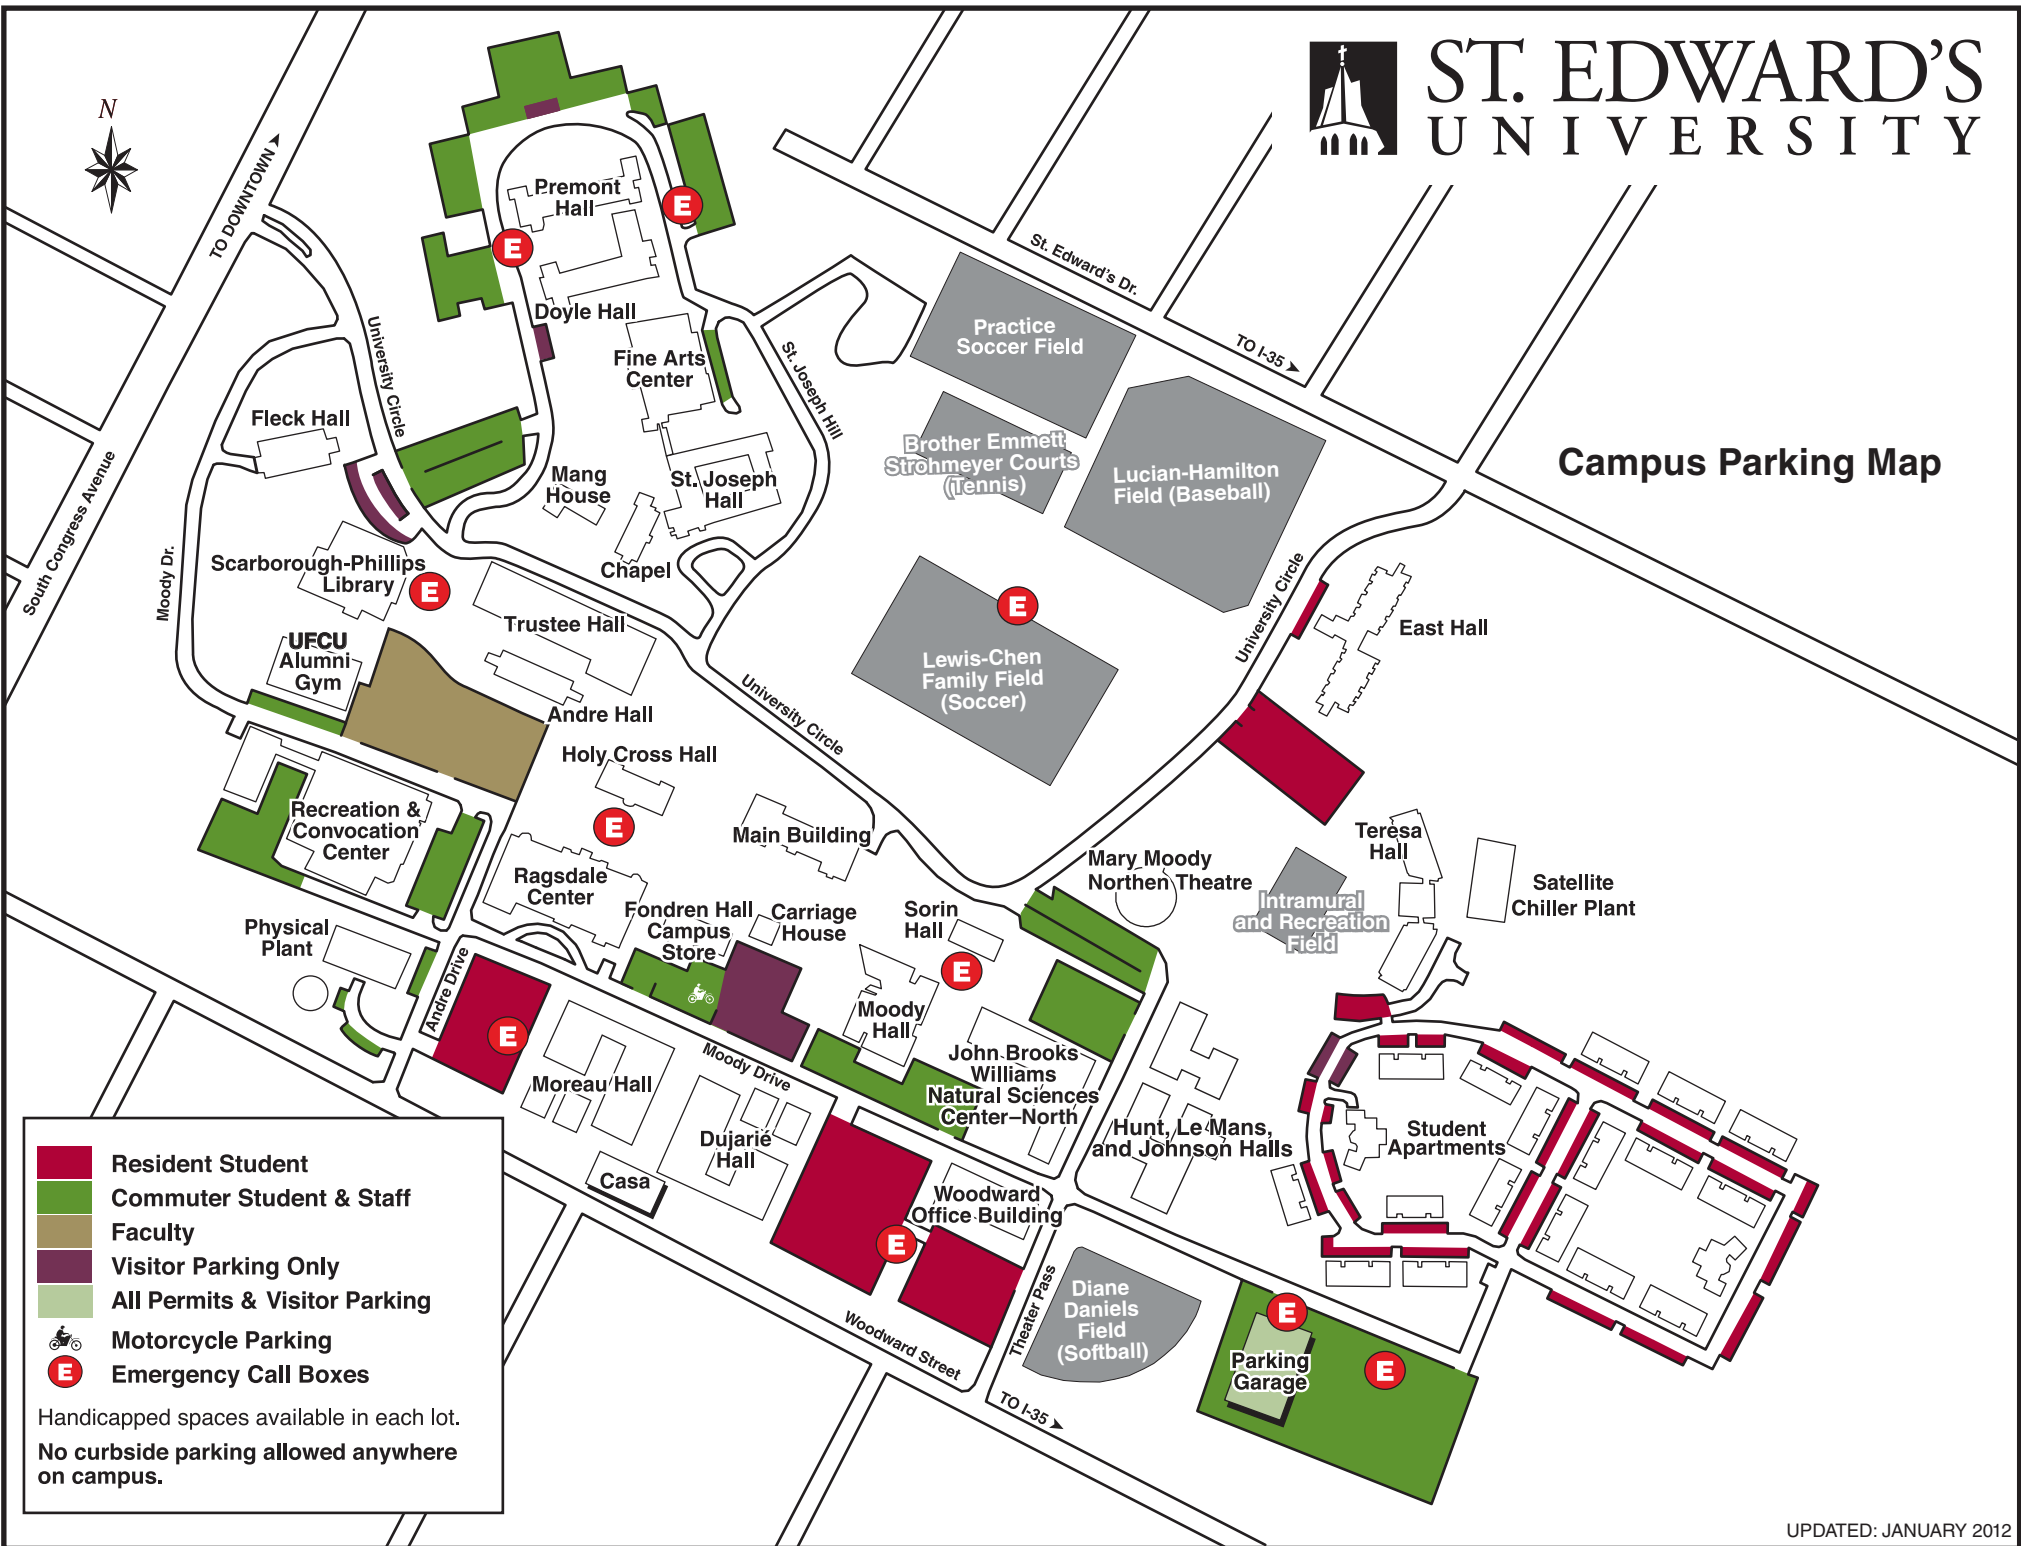 ST. EDWARD'S
UNIVERSITY
Campus Parking Map
N
TO DOWNTOWN
South Congress Avenue
University Circle
Moody Dr.
Premont
Hall
E
E
Doyle Hall
Fine Arts
Center
St. Joseph Hill
St. Edward's Dr.
TO I-35
Practice
Soccer Field
Brother Emmett
Strohmeyer Courts
(Tennis)
Lucian-Hamilton
Field (Baseball)
Fleck Hall
Mang
House
St. Joseph
Hall
Chapel
Scarborough-Phillips
Library
E
Trustee Hall
UFCU
Alumni
Gym
Andre Hall
University Circle
E
Lewis-Chen
Family Field
(Soccer)
University Circle
East Hall
Holy Cross Hall
E
Recreation &
Convocation
Center
Ragsdale
Center
Main Building
Mary Moody
Northen Theatre
Teresa
Hall
Satellite
Chiller Plant
Intramural
and Recreation
Field
Physical
Plant
Andre Drive
Fondren Hall
Campus
Store
Carriage
House
Sorin
Hall
E
Moody
Hall
E
Moreau Hall
Moody Drive
John Brooks
Williams
Natural Sciences
Center–North
Dujarié
Hall
Casa
Hunt, Le Mans,
and Johnson Halls
Student
Apartments
Woodward
Office Building
E
Woodward Street
Theater Pass
TO I-35
Diane
Daniels
Field
(Softball)
E
Parking
Garage
E
Resident Student
Commuter Student & Staff
Faculty
Visitor Parking Only
All Permits & Visitor Parking
Motorcycle Parking
E Emergency Call Boxes
Handicapped spaces available in each lot.
No curbside parking allowed anywhere
on campus.
UPDATED: JANUARY 2012